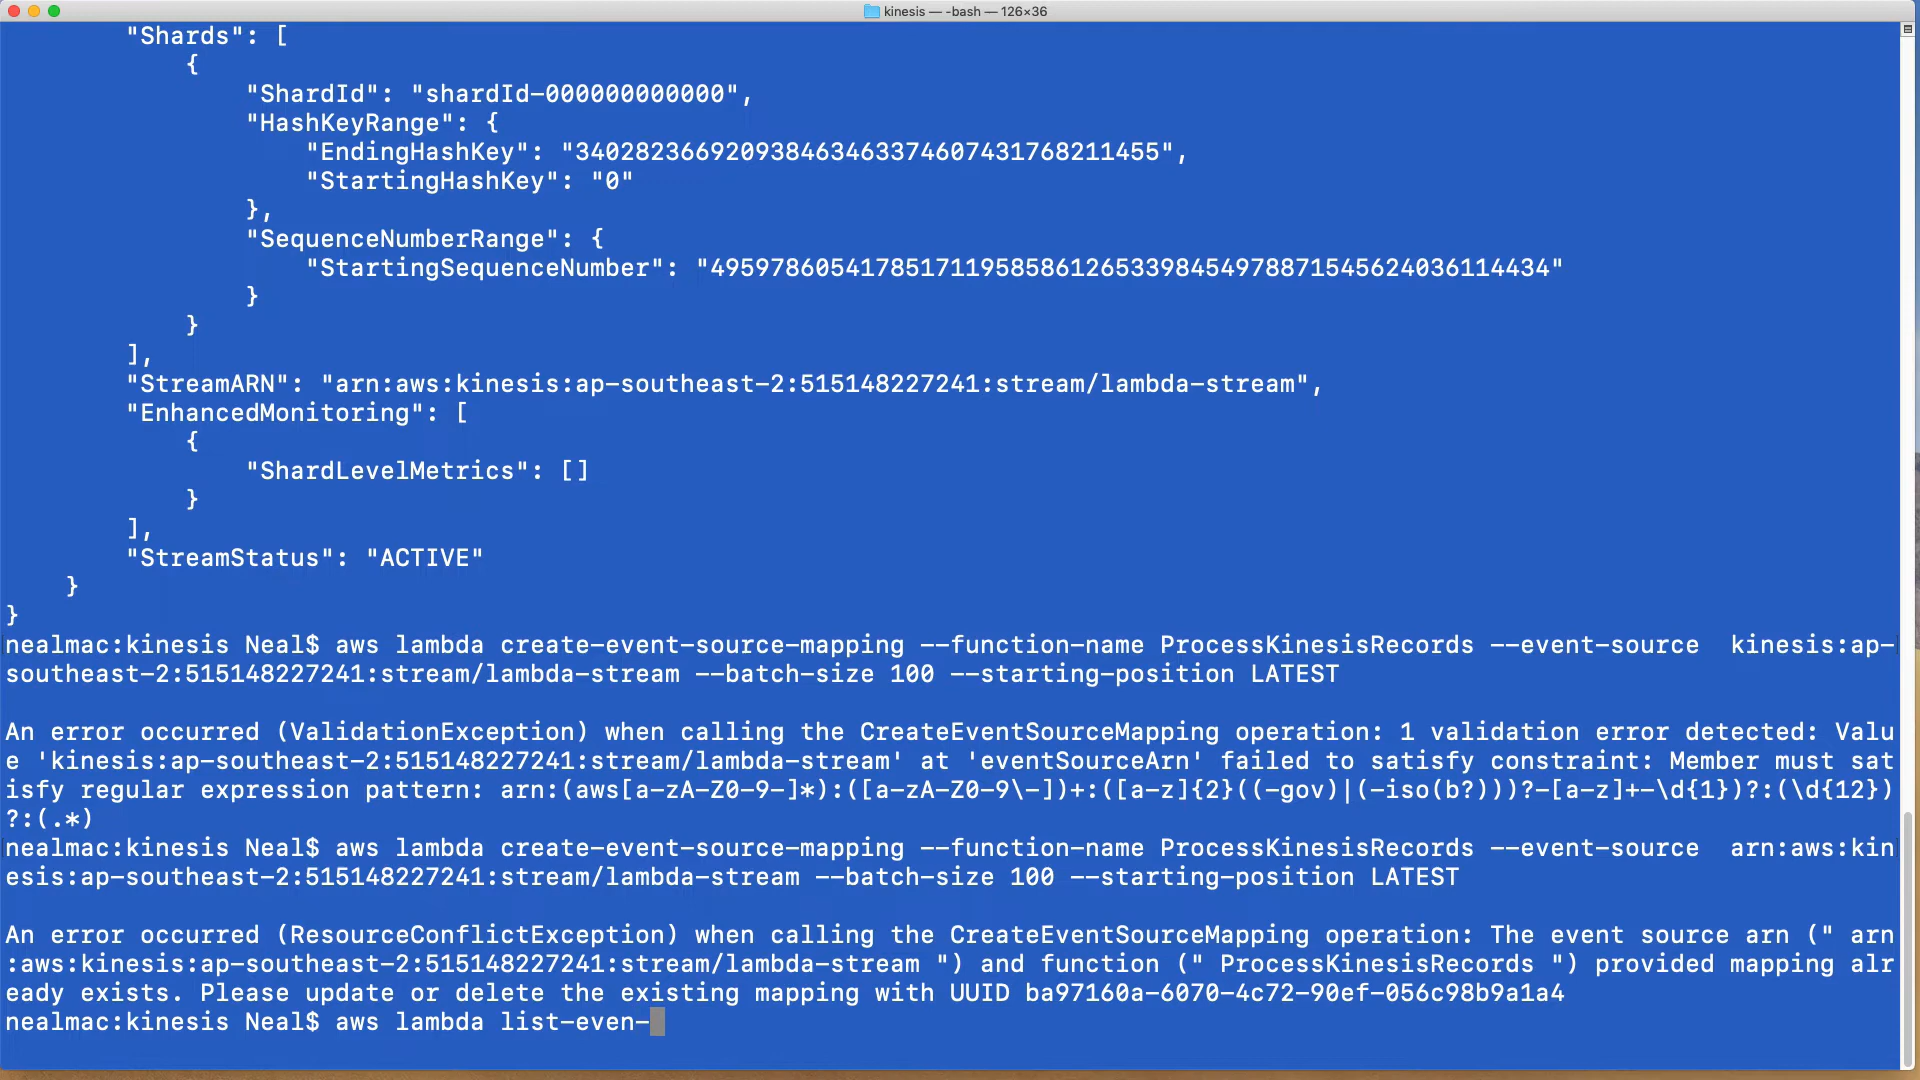 kinesis — -bash — 126×36
"Shards": [
{
"ShardId": "shardId-000000000000",
"HashKeyRange": {
"EndingHashKey": "340282366920938463463374607431768211455",
"StartingHashKey": "0"
},
"SequenceNumberRange": {
"StartingSequenceNumber": "49597860541785171195858612653398454978871545624036114434"
}
}
],
"StreamARN": "arn:aws:kinesis:ap-southeast-2:515148227241:stream/lambda-stream",
"EnhancedMonitoring": [
{
"ShardLevelMetrics": []
}
],
"StreamStatus": "ACTIVE"
}
}
nealmac:kinesis Neal$ aws lambda create-event-source-mapping --function-name ProcessKinesisRecords --event-source  kinesis:ap-
southeast-2:515148227241:stream/lambda-stream --batch-size 100 --starting-position LATEST
An error occurred (ValidationException) when calling the CreateEventSourceMapping operation: 1 validation error detected: Valu
e 'kinesis:ap-southeast-2:515148227241:stream/lambda-stream' at 'eventSourceArn' failed to satisfy constraint: Member must sat
isfy regular expression pattern: arn:(aws[a-zA-Z0-9-]*):([a-zA-Z0-9\-])+:([a-z]{2}((-gov)|(-iso(b?)))?-[a-z]+-\d{1})?:(\d{12})
?:(.*)
nealmac:kinesis Neal$ aws lambda create-event-source-mapping --function-name ProcessKinesisRecords --event-source  arn:aws:kin
esis:ap-southeast-2:515148227241:stream/lambda-stream --batch-size 100 --starting-position LATEST
An error occurred (ResourceConflictException) when calling the CreateEventSourceMapping operation: The event source arn (" arn
:aws:kinesis:ap-southeast-2:515148227241:stream/lambda-stream ") and function (" ProcessKinesisRecords ") provided mapping alr
eady exists. Please update or delete the existing mapping with UUID ba97160a-6070-4c72-90ef-056c98b9a1a4
nealmac:kinesis Neal$ aws lambda list-even-